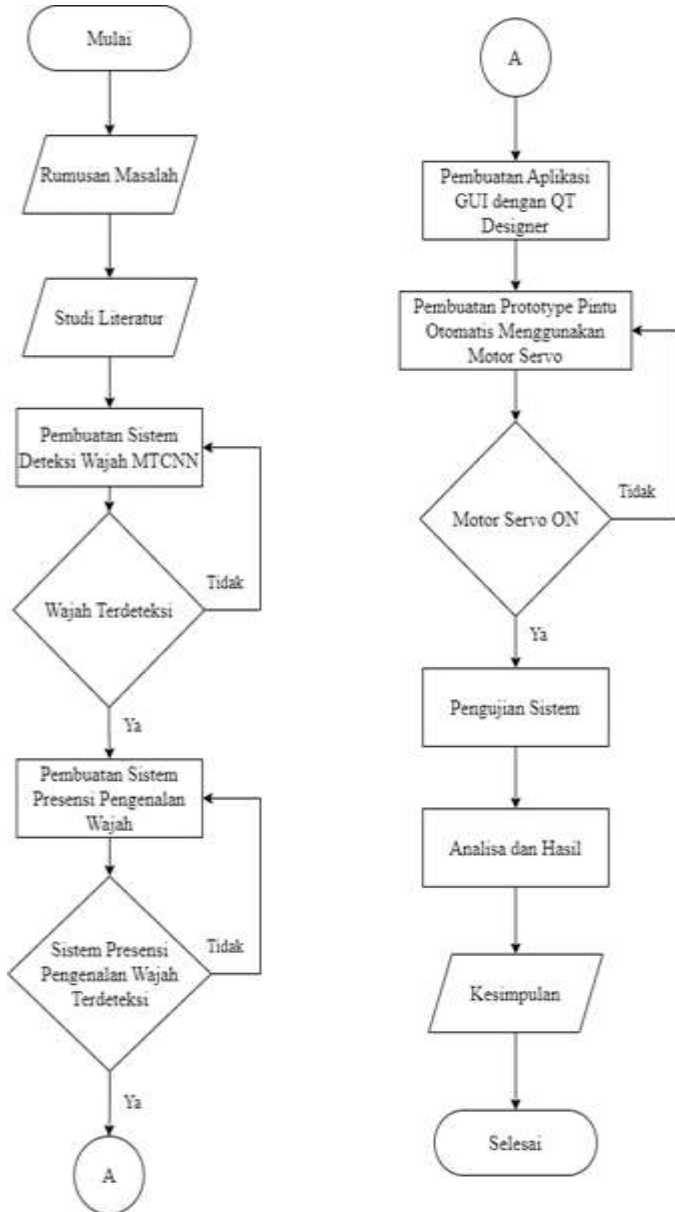 Mulai
Rumusan Masalah
Studi Literatur
Pembuatan Sistem
Deteksi Wajah MTCNN
Wajah Terdeteksi
Tidak
Ya
Pembuatan Sistem
Presensi Pengenalan
Wajah
Sistem Presensi
Pengenalan Wajah
Terdeteksi
Tidak
Ya
A
A
Pembuatan Aplikasi
GUI dengan QT
Designer
Pembuatan Prototype Pintu
Otomatis Menggunakan
Motor Servo
Motor Servo ON
Tidak
Ya
Pengujian Sistem
Analisa dan Hasil
Kesimpulan
Selesai